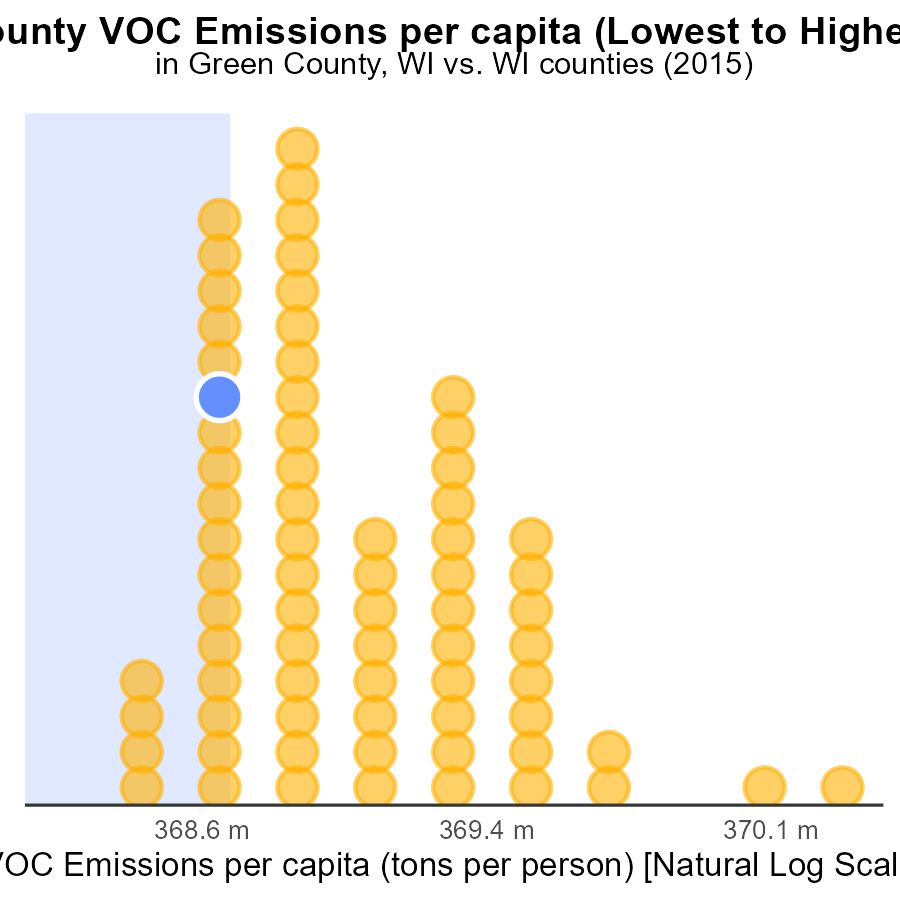 ounty VOC Emissions per capita (Lowest to Highe
in Green County, WI vs. WI counties (2015)
368.6 m 369.4 m 370.1 m
VOC Emissions per capita (tons per person) [Natural Log Scal